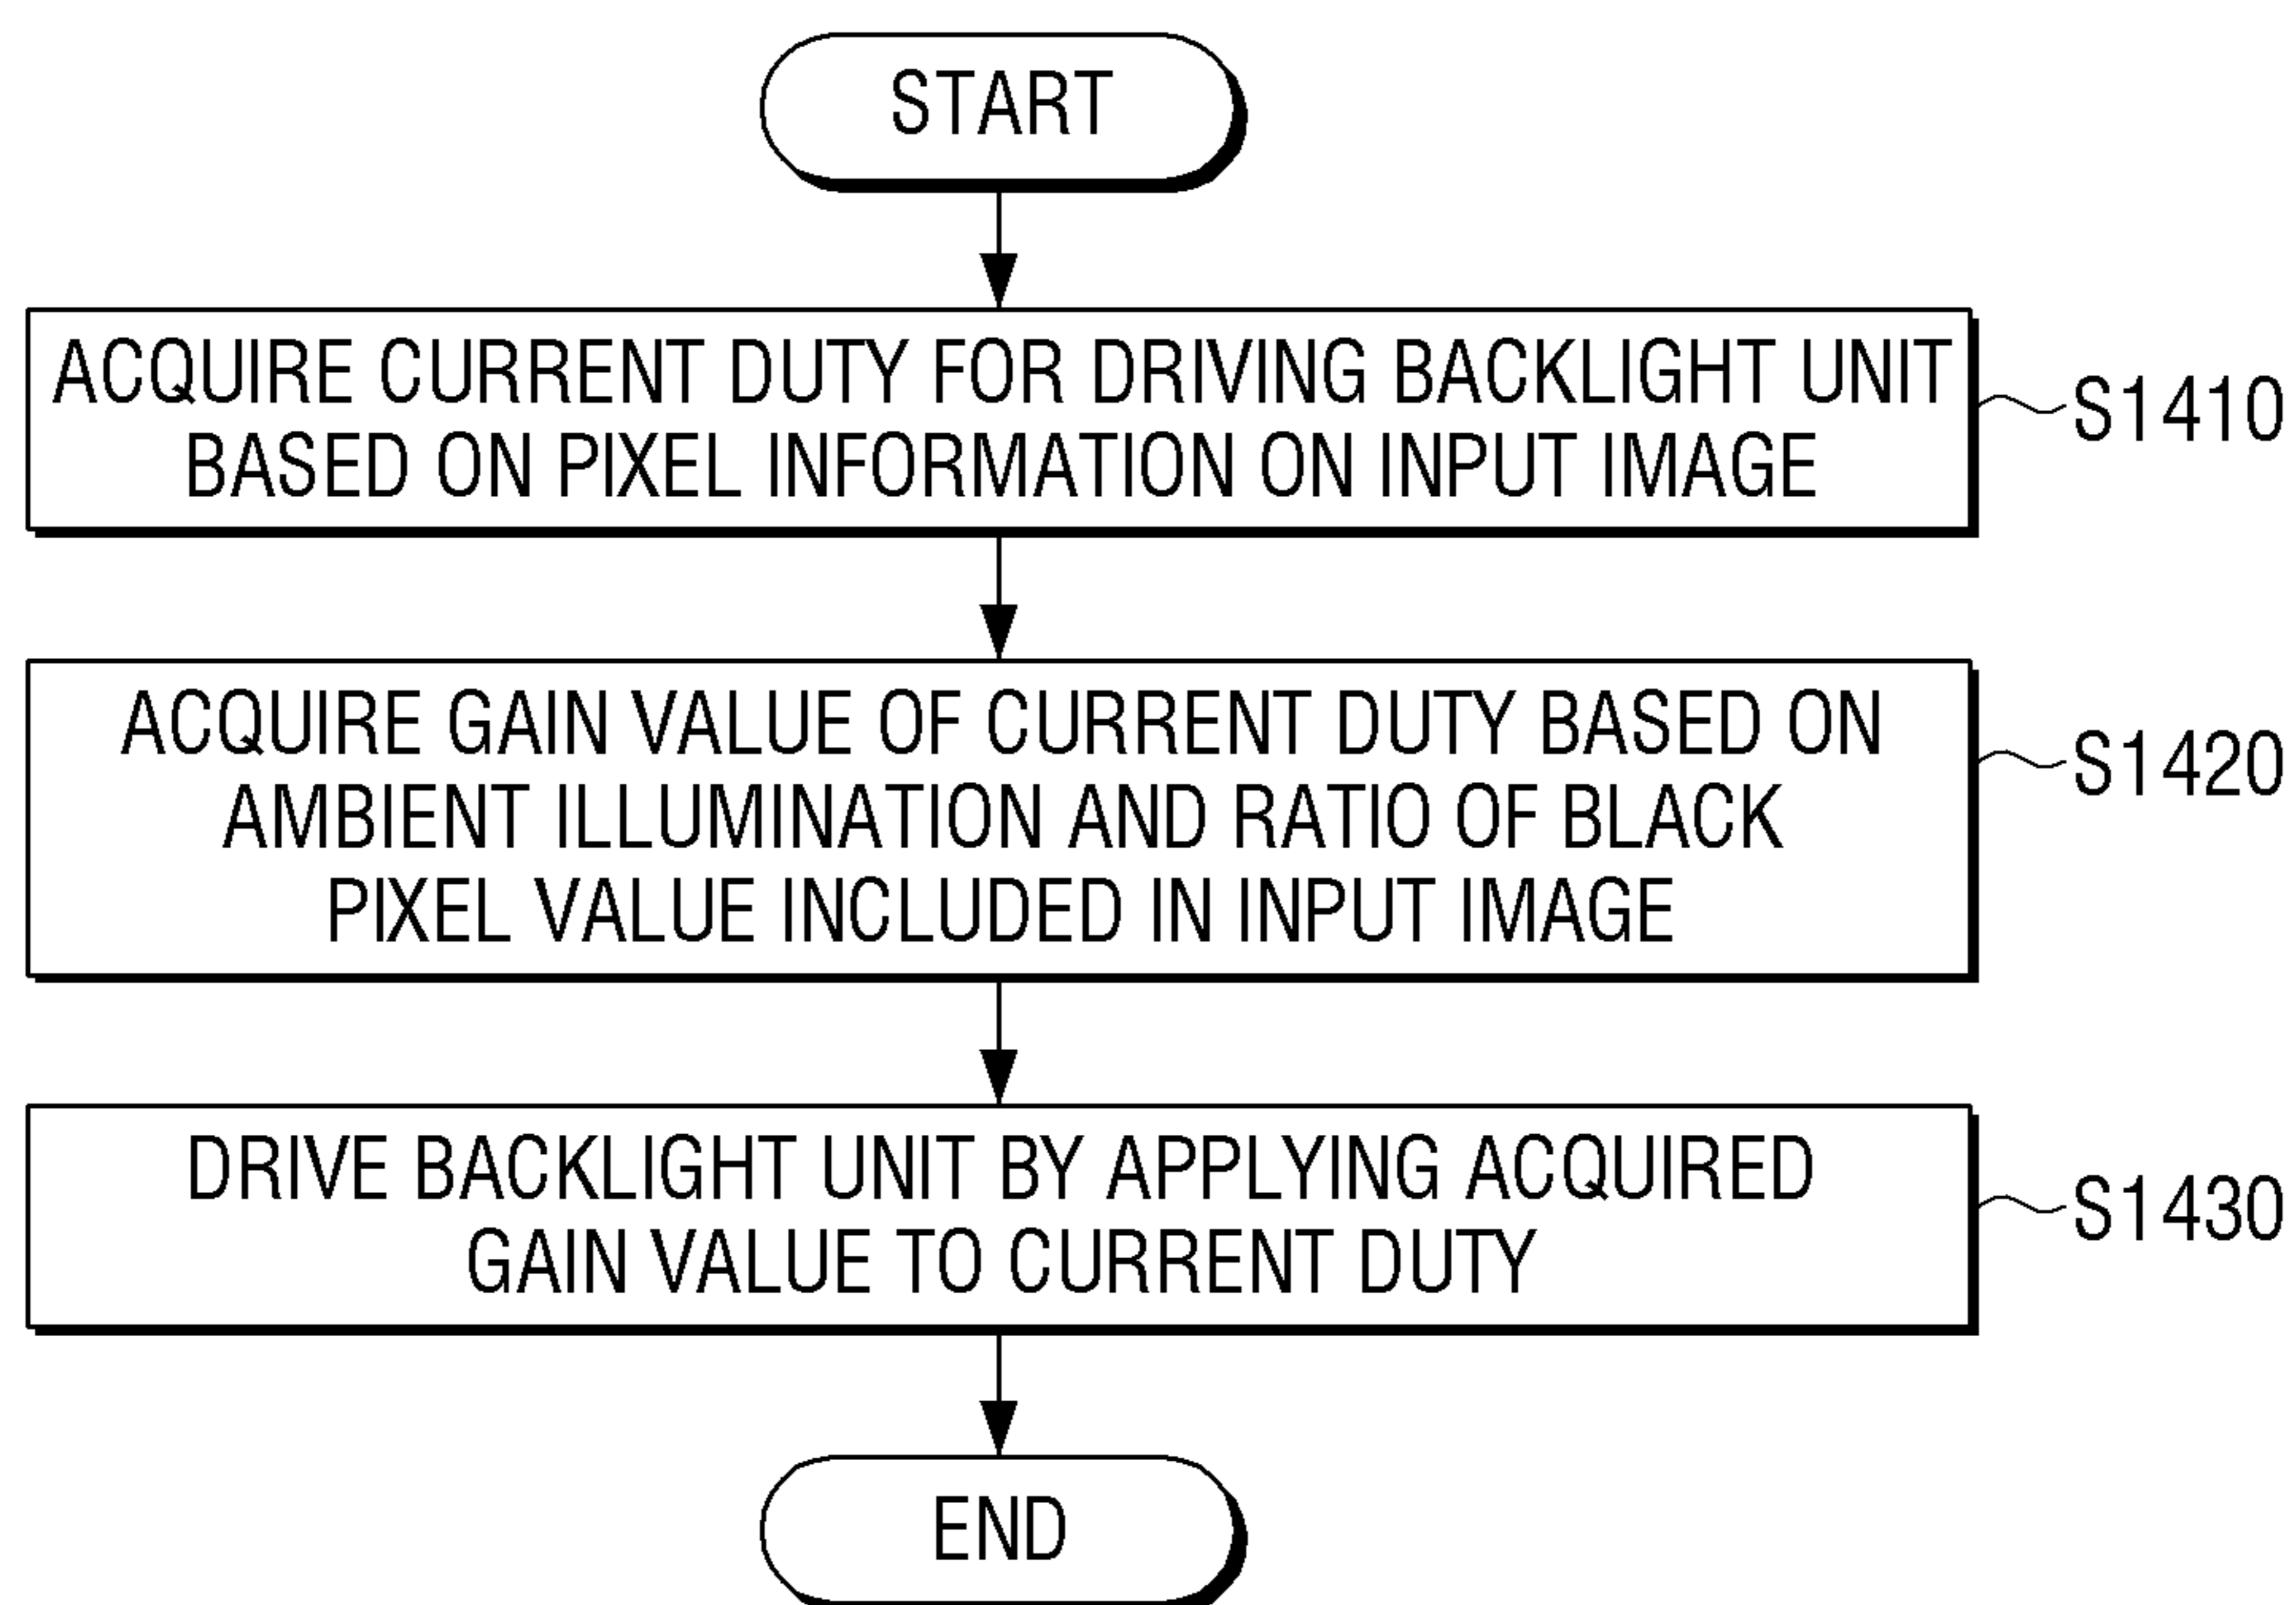 START
ACQUIRE CURRENT DUTY FOR DRIVING BACKLIGHT UNIT
BASED ON PIXEL INFORMATION ON INPUT IMAGE
S1410
ACQUIRE GAIN VALUE OF CURRENT DUTY BASED ON
AMBIENT ILLUMINATION AND RATIO OF BLACK
PIXEL VALUE INCLUDED IN INPUT IMAGE
S1420
DRIVE BACKLIGHT UNIT BY APPLYING ACQUIRED
GAIN VALUE TO CURRENT DUTY
S1430
END